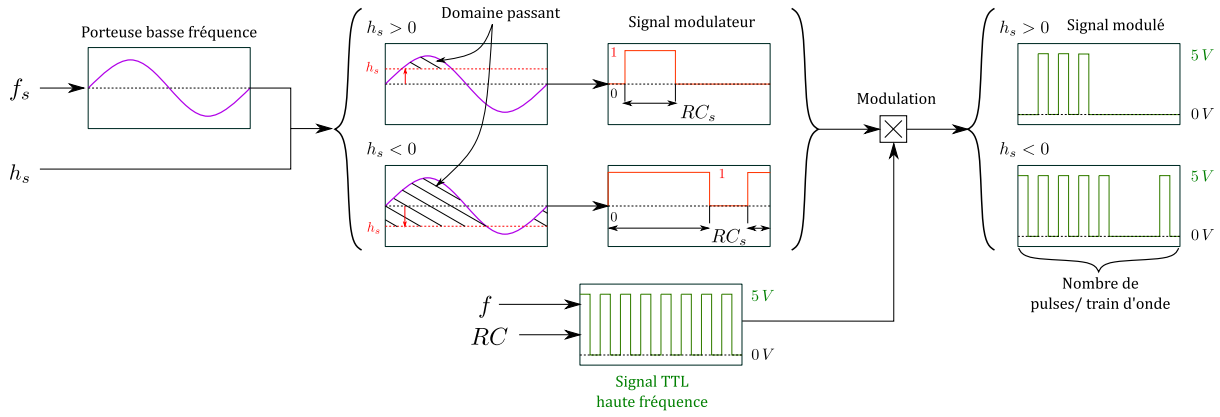 Porteuse basse fréquence
f_s
h_s
Domaine passant
h_s > 0
h_s
h_s < 0
h_s
Signal modulateur
1
0
RC_s
1
0
RC_s
Modulation
f
RC
5 V
0 V
Signal TTL
haute fréquence
h_s > 0
Signal modulé
5 V
0 V
h_s < 0
5 V
0 V
Nombre de
pulses/ train d'onde